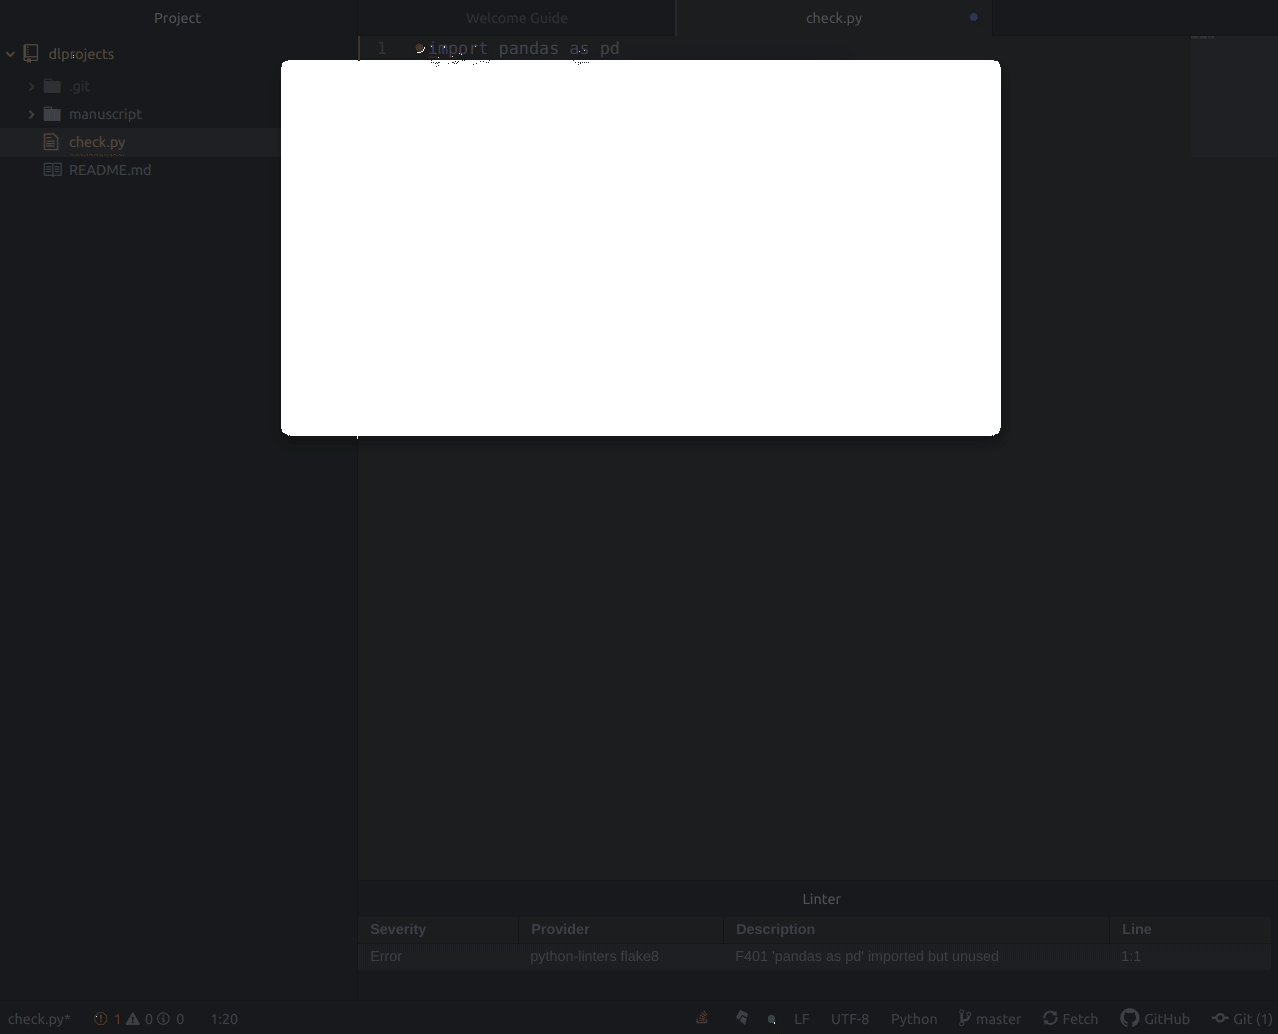 Project
Welcome Guide
check.py
dlprojects
.git
manuscript
check.py
README.md
1 import pandas as pd
Linter
Severity Provider Description Line
Error python-linters flake8 F401 'pandas as pd' imported but unused 1:1
check.py* 1 0 0 1:20 LF UTF-8 Python master Fetch GitHub Git (1)